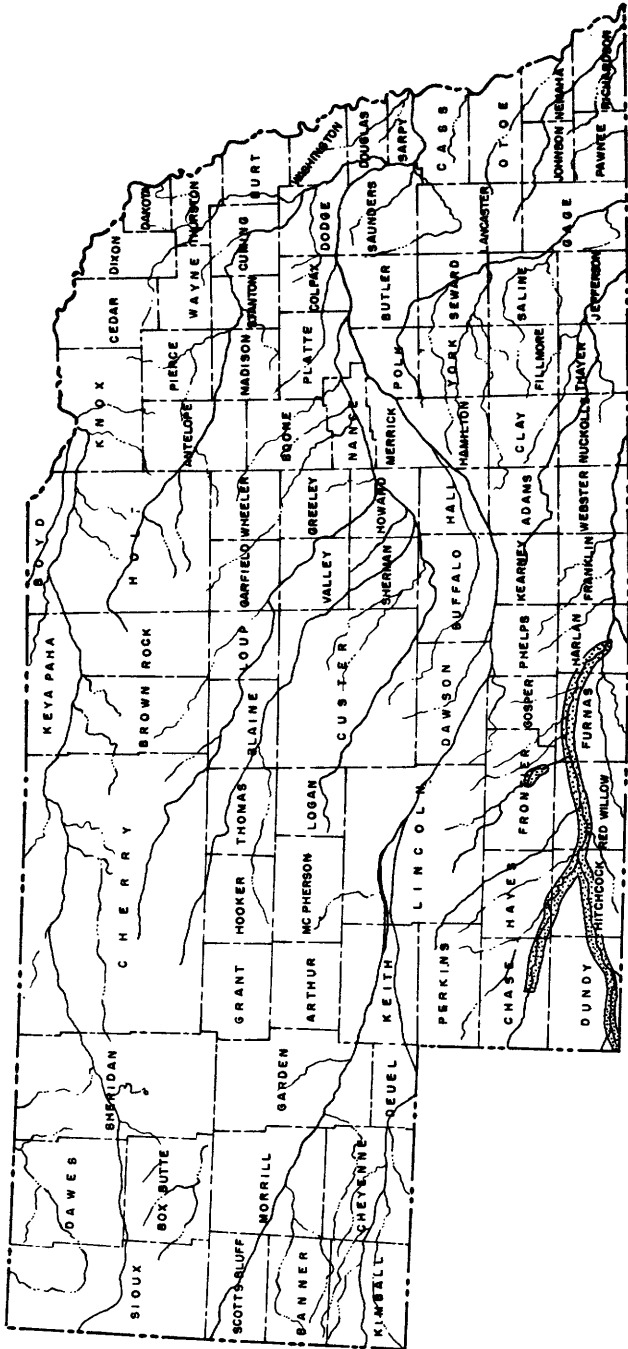 SIOUX
DAWES
BOX BUTTE
SHERIDAN
CHERRY
KEYA PAHA
BROWN
ROCK
BOYD
HOLT
KNOX
CEDAR
DIXON
DAKOTA
ANTELOPE
PIERCE
WAYNE
THURSTON
SCOTTS BLUFF
MORRILL
GARDEN
GRANT
HOOKER
THOMAS
BLAINE
LOUP
GARFIELD
WHEELER
BOONE
MADISON
STANTON
CUMING
BURT
BANNER
ARTHUR
MC PHERSON
LOGAN
CUSTER
VALLEY
GREELEY
NANCE
PLATTE
COLFAX
DODGE
WASHINGTON
KIMBALL
CHEYENNE
DEUEL
KEITH
LINCOLN
SHERMAN
HOWARD
MERRICK
POLK
BUTLER
SAUNDERS
DOUGLAS
SARPY
PERKINS
DAWSON
BUFFALO
HALL
HAMILTON
YORK
SEWARD
LANCASTER
CASS
CHASE
HAYES
FRONTIER
GOSPER
PHELPS
KEARNEY
ADAMS
CLAY
FILLMORE
SALINE
GAGE
OTOE
DUNDY
HITCHCOCK
RED WILLOW
FURNAS
HARLAN
FRANKLIN
WEBSTER
NUCKOLLS
THAYER
JEFFERSON
JOHNSON
NEMAHA
PAWNEE
RICHARDSON